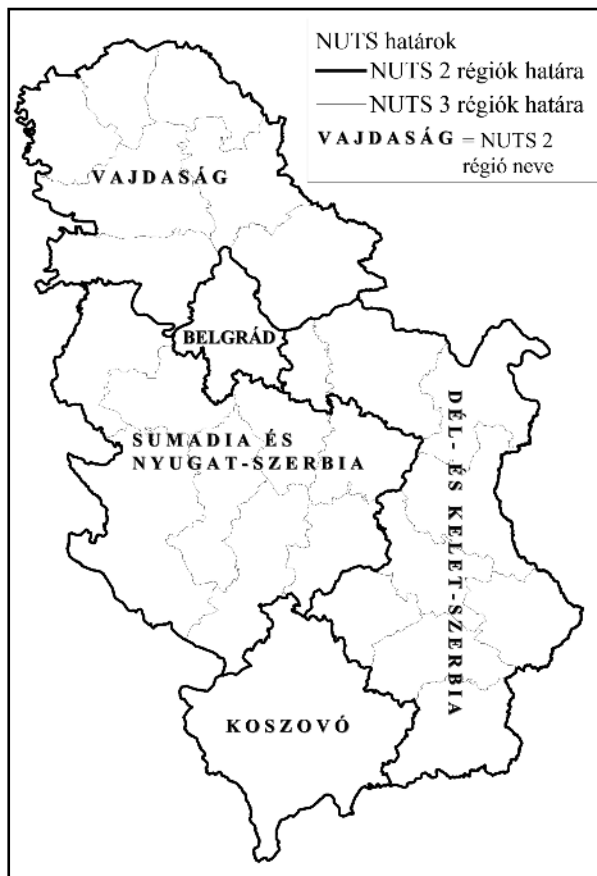 NUTS határok
NUTS 2 régiók határa
NUTS 3 régiók határa
VAJDASÁG = NUTS 2
régió neve
VAJDASÁG
BELGRÁD
SUMADIA ÉS
NYUGAT-SZERBIA
DÉL- ÉS KELET-SZERBIA
KOSZOVÓ